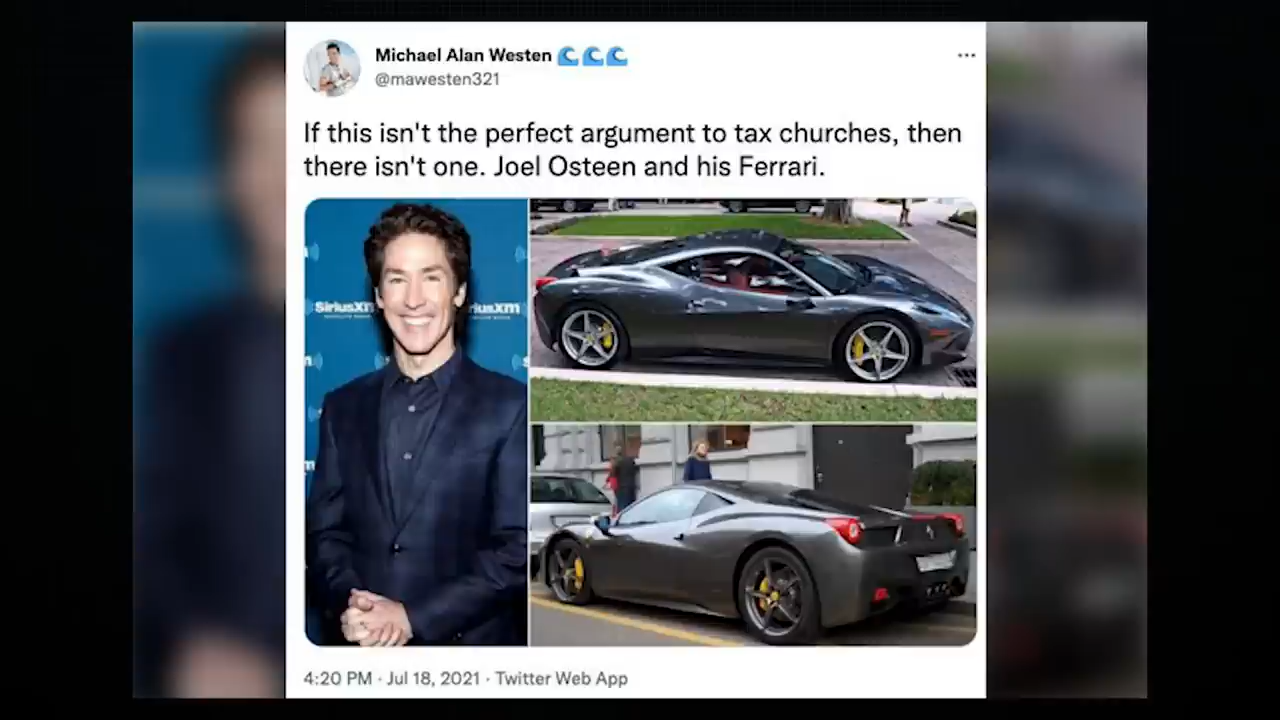 Michael Alan Westen 🌊🌊🌊
@mawesten321
If this isn't the perfect argument to tax churches, then
there isn't one. Joel Osteen and his Ferrari.
SiriusXM
4:20 PM · Jul 18, 2021 · Twitter Web App